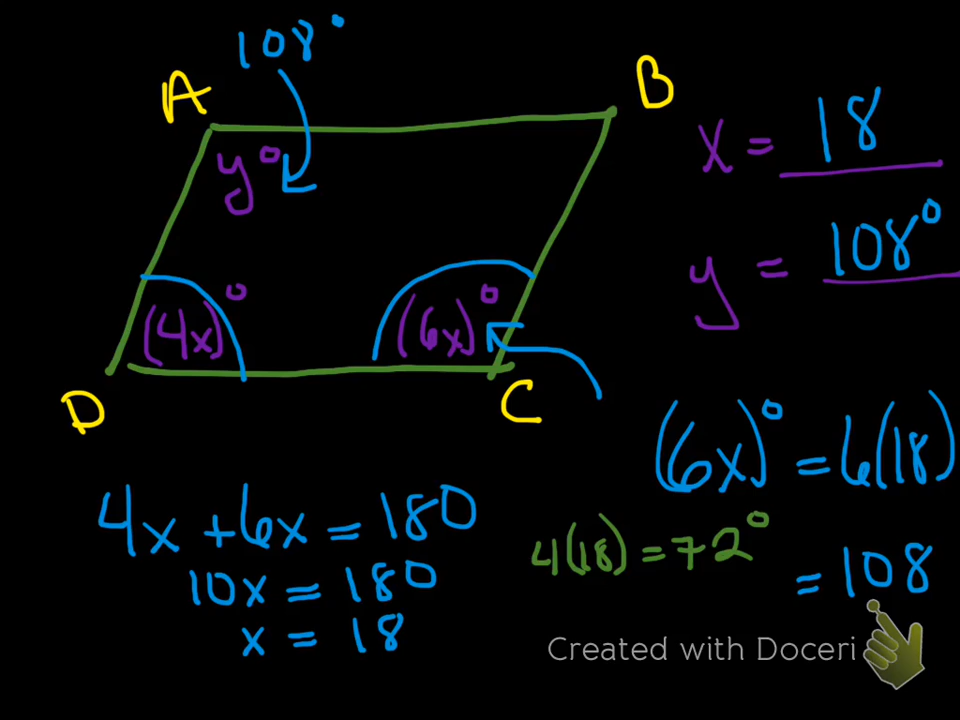 108°
A
B
y°
x = 18
y = 108°
(4x)°
(6x)°
D
C
(6x)° = 6(18)
4x + 6x = 180
4(18) = 72°
10x = 180
= 108
x = 18
Created with Doceri